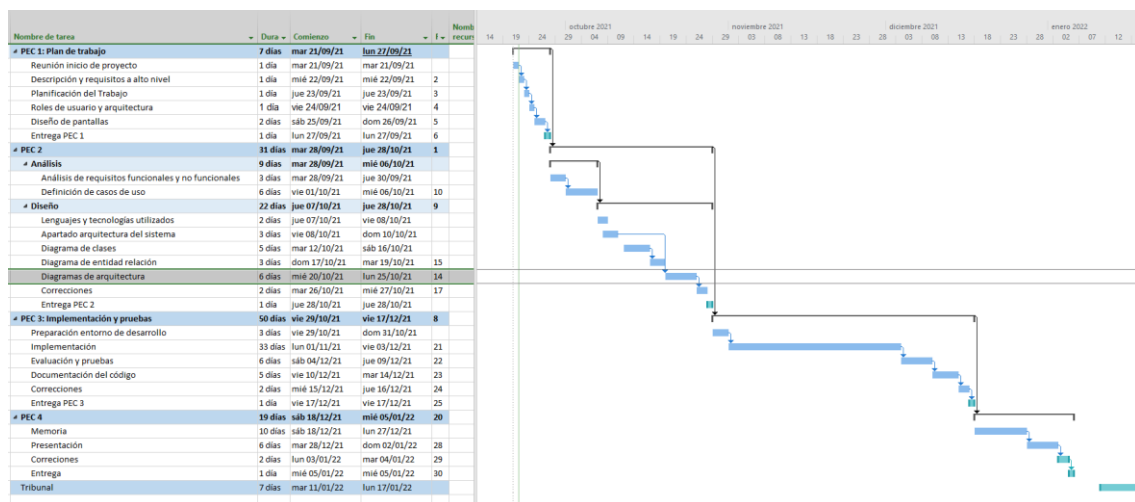 Nomb
octubre 2021 noviembre 2021 diciembre 2021 enero 2022
Nombre de tarea Dura Comienzo Fin recurs 14 19 24 29 04 09 14 19 24 29 03 08 13 18 23 28 03 08 13 18 23 28 02 07 12
PEC 1: Plan de trabajo 7 días mar 21/09/21 lun 27/09/21
Reunión inicio de proyecto 1 día mar 21/09/21 mar 21/09/21
Descripción y requisitos a alto nivel 1 día mié 22/09/21 mié 22/09/21 2
Planificación del Trabajo 1 día jue 23/09/21 jue 23/09/21 3
Roles de usuario y arquitectura 1 día vie 24/09/21 vie 24/09/21 4
Diseño de pantallas 2 días sáb 25/09/21 dom 26/09/21 5
Entrega PEC 1 1 día lun 27/09/21 lun 27/09/21 6
PEC 2 31 días mar 28/09/21 jue 28/10/21 1
Análisis 9 días mar 28/09/21 mié 06/10/21
Análisis de requisitos funcionales y no funcionales 3 días mar 28/09/21 jue 30/09/21
Definición de casos de uso 6 días vie 01/10/21 mié 06/10/21 10
Diseño 22 días jue 07/10/21 jue 28/10/21 9
Lenguajes y tecnologías utilizados 2 días jue 07/10/21 vie 08/10/21
Apartado arquitectura del sistema 3 días vie 08/10/21 dom 10/10/21
Diagrama de clases 5 días mar 12/10/21 sáb 16/10/21
Diagrama de entidad relación 3 días dom 17/10/21 mar 19/10/21 15
Diagramas de arquitectura 6 días mié 20/10/21 lun 25/10/21 14
Correcciones 2 días mar 26/10/21 mié 27/10/21 17
Entrega PEC 2 1 día jue 28/10/21 jue 28/10/21
PEC 3: Implementación y pruebas 50 días vie 29/10/21 vie 17/12/21 8
Preparación entorno de desarrollo 3 días vie 29/10/21 dom 31/10/21
Implementación 33 días lun 01/11/21 vie 03/12/21 21
Evaluación y pruebas 6 días sáb 04/12/21 jue 09/12/21 22
Documentación del código 5 días vie 10/12/21 mar 14/12/21 23
Correcciones 2 días mié 15/12/21 jue 16/12/21 24
Entrega PEC 3 1 día vie 17/12/21 vie 17/12/21 25
PEC 4 19 días sáb 18/12/21 mié 05/01/22 20
Memoria 10 días sáb 18/12/21 lun 27/12/21
Presentación 6 días mar 28/12/21 dom 02/01/22 28
Correciones 2 días lun 03/01/22 mar 04/01/22 29
Entrega 1 día mié 05/01/22 mié 05/01/22 30
Tribunal 7 días mar 11/01/22 lun 17/01/22